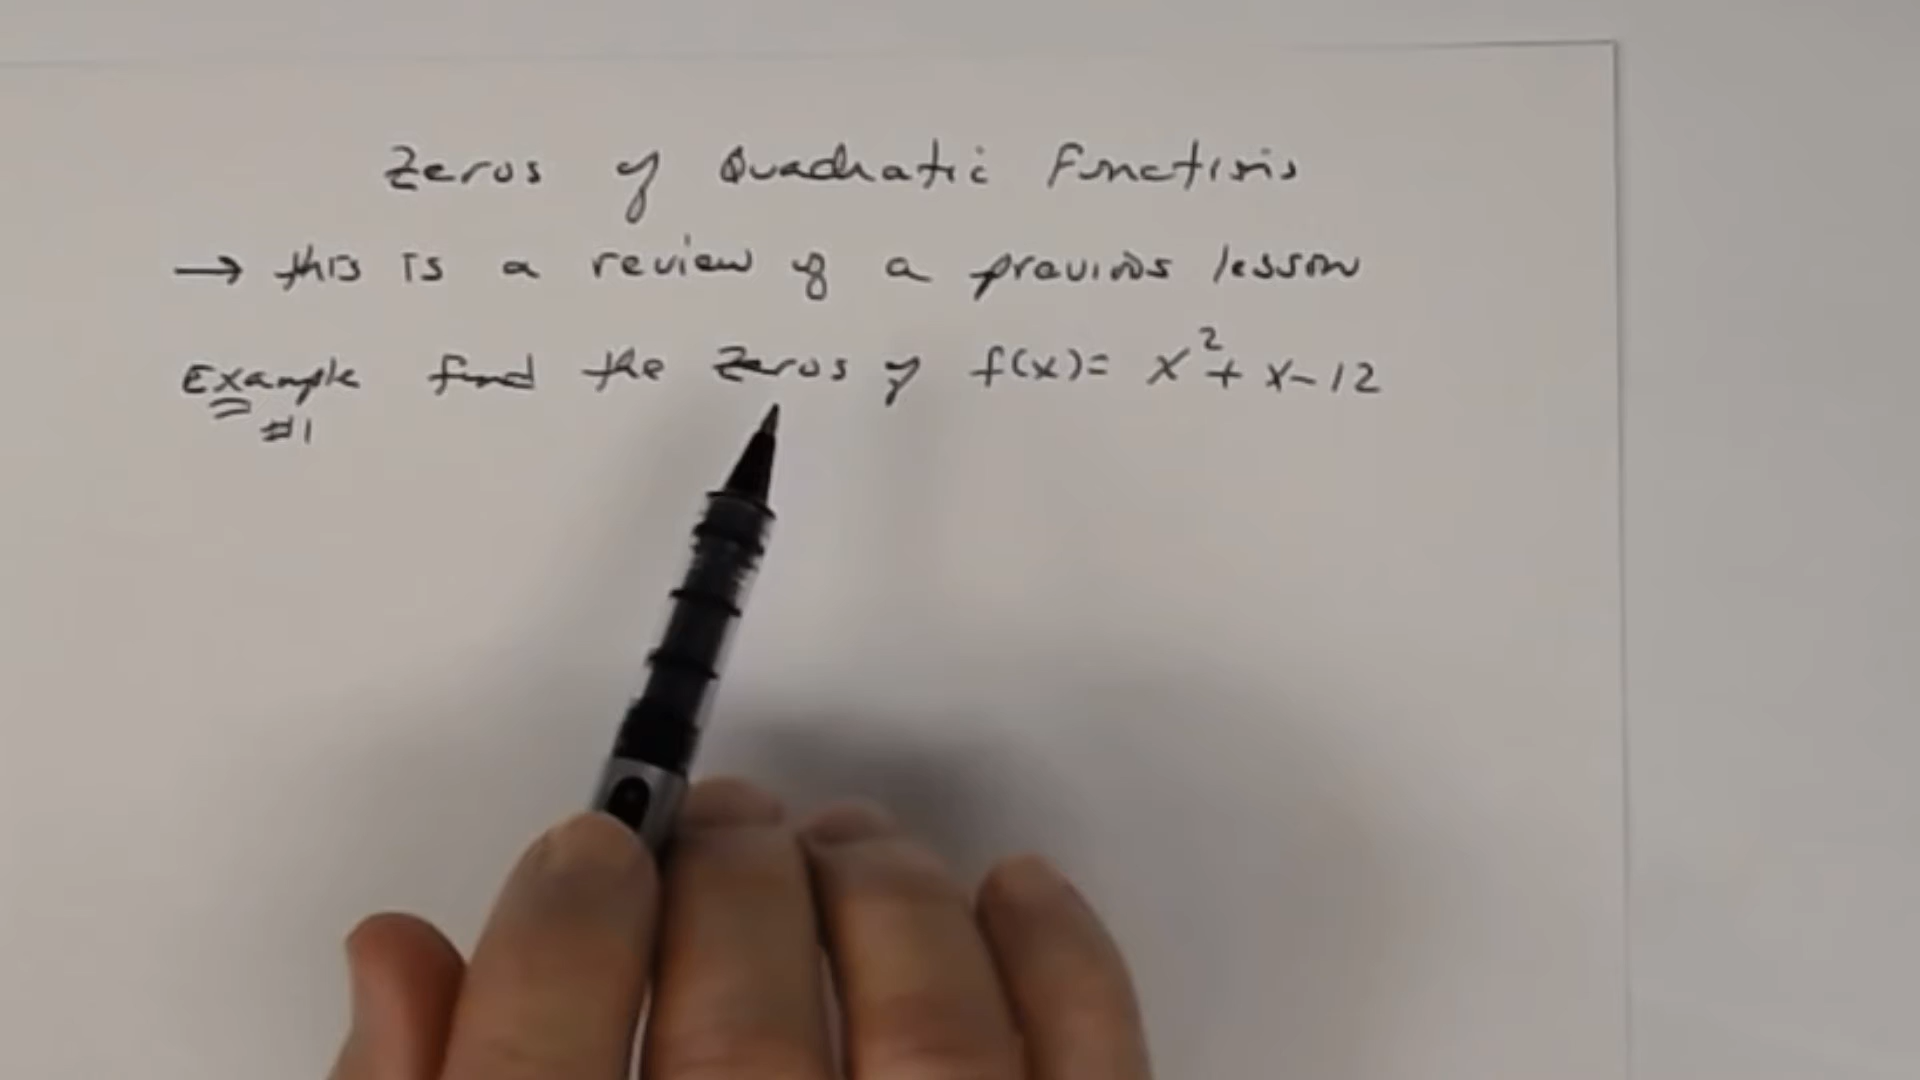 Zeros of Quadratic Functions
→ this is a review of a previous lesson
Example find the zeros of f(x)= x²+ x-12
#1